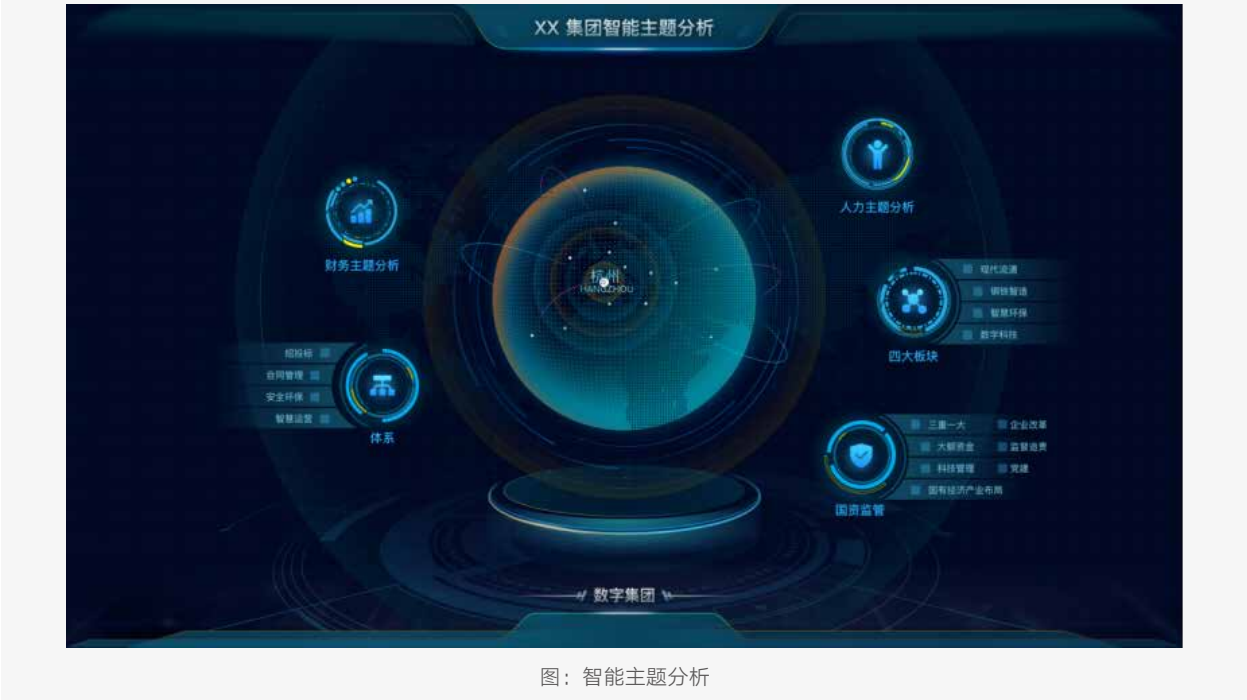 XX 集团智能主题分析
财务主题分析
人力主题分析
杭州
HANGZHOU
现代流通
钢铁智造
智慧环保
数字科技
四大板块
招投标
合同管理
安全环保
智慧运营
体系
三重一大
企业改革
大额资金
监督追责
科技管理
党建
国有经济产业布局
国资监管
数字集团
图：智能主题分析